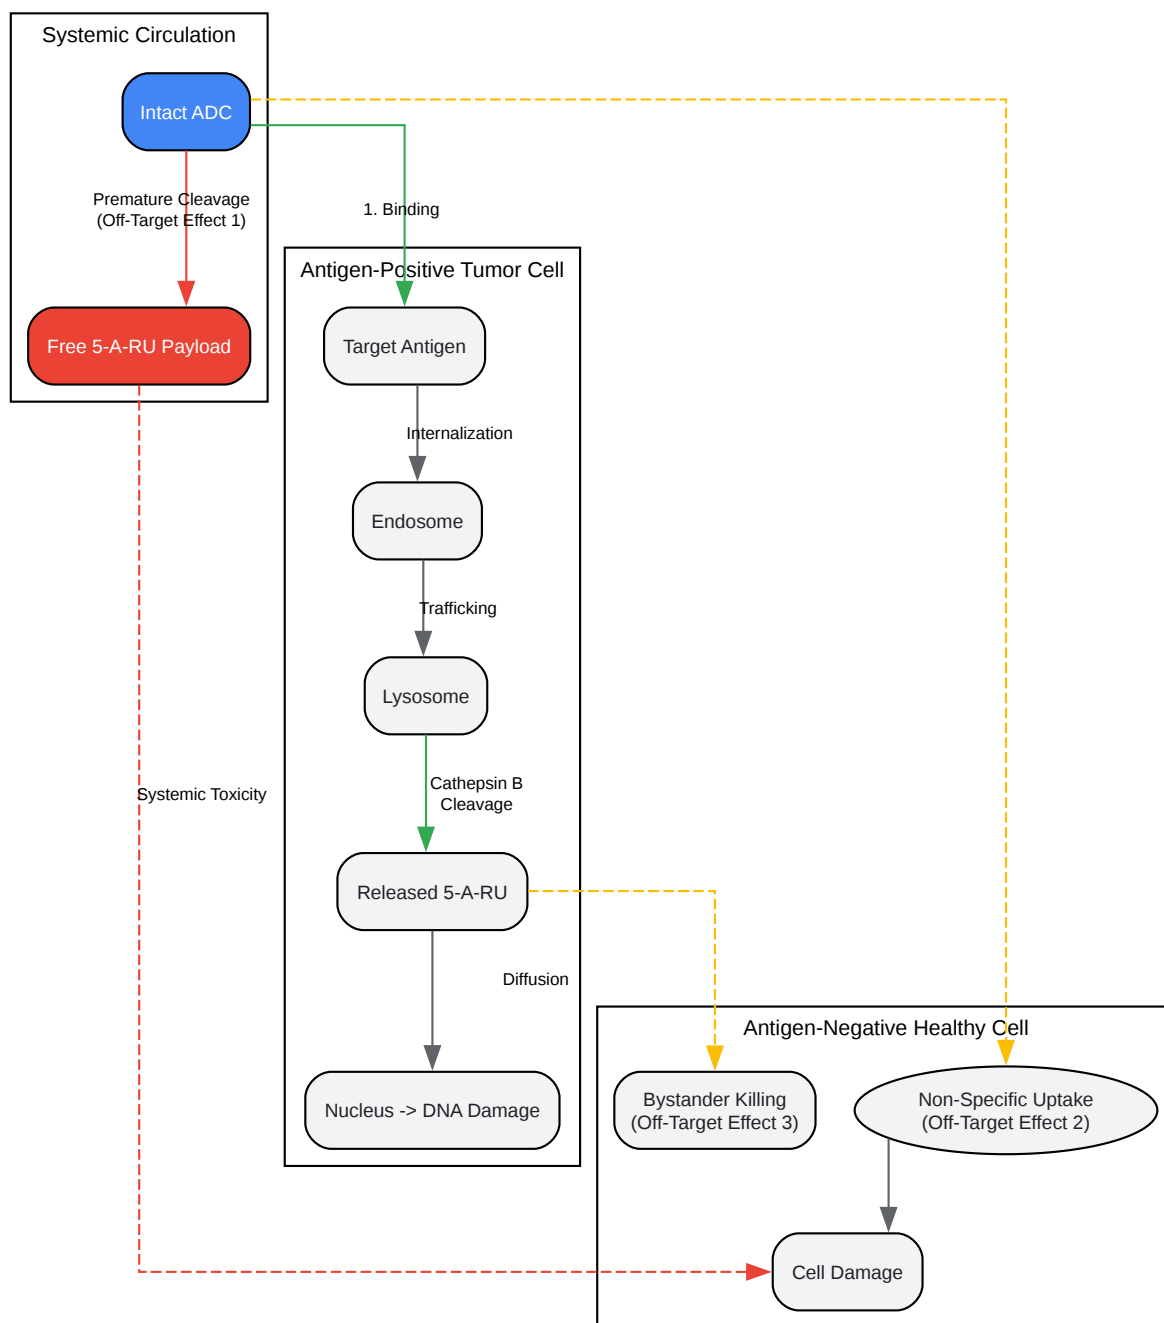 Systemic Circulation
Intact ADC
Premature Cleavage
(Off-Target Effect 1)
1. Binding
Free 5-A-RU Payload
Antigen-Positive Tumor Cell
Target Antigen
Internalization
Endosome
Trafficking
Lysosome
Cathepsin B
Cleavage
Systemic Toxicity
Released 5-A-RU
Diffusion
Nucleus -> DNA Damage
Antigen-Negative Healthy Cell
Bystander Killing
(Off-Target Effect 3)
Non-Specific Uptake
(Off-Target Effect 2)
Cell Damage